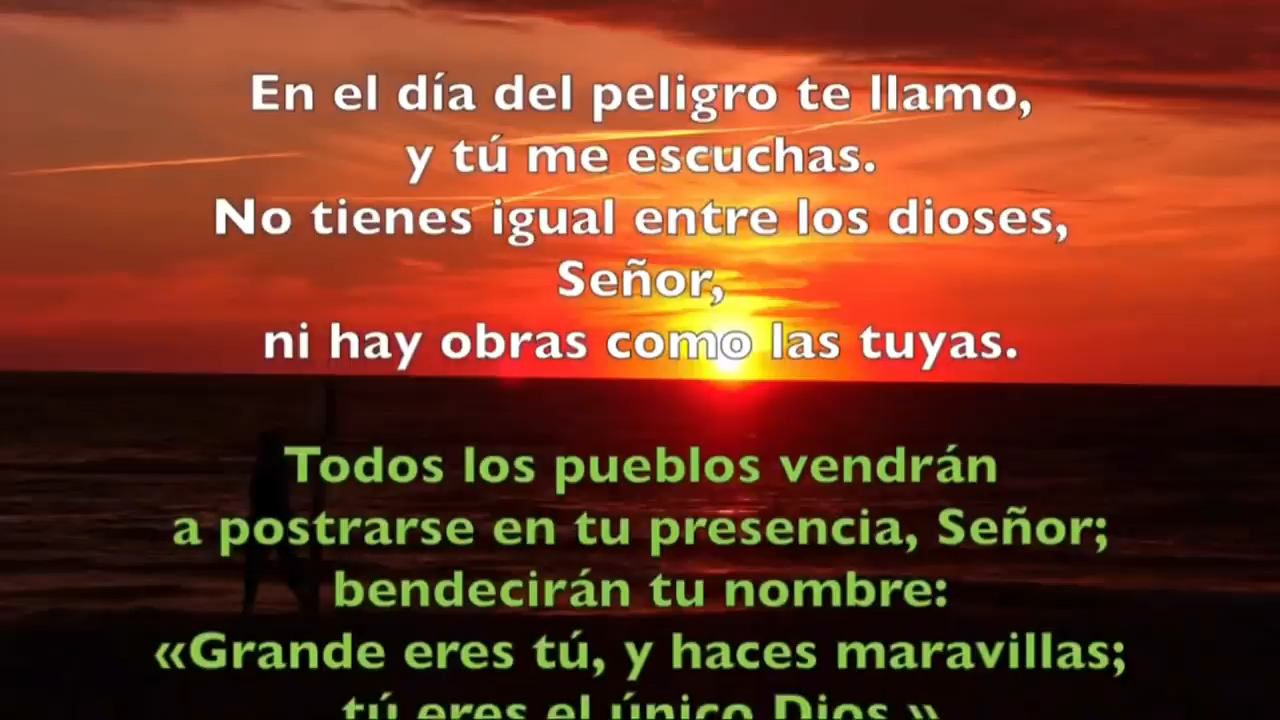 En el día del peligro te llamo,
y tú me escuchas.
No tienes igual entre los dioses,
Señor,
ni hay obras como las tuyas.
Todos los pueblos vendrán
a postrarse en tu presencia, Señor;
bendecirán tu nombre:
«Grande eres tú, y haces maravillas;
tú eres el único Dios.»